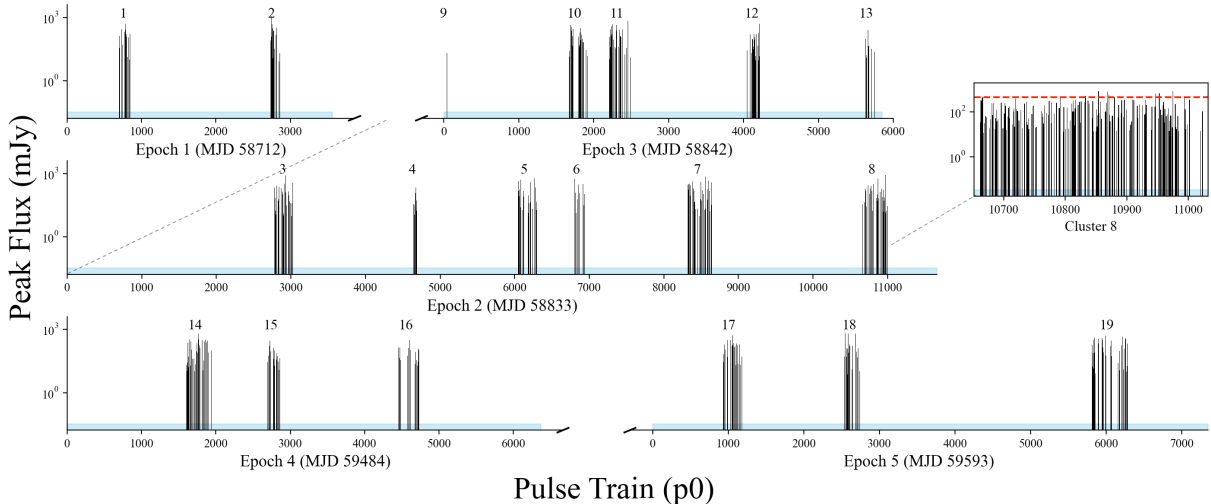 1 2 9 10 11 12 13
10³
10⁰
0 1000 2000 3000 0 1000 2000 3000 4000 5000 6000
Epoch 1 (MJD 58712) Epoch 3 (MJD 58842)
10²
10⁰
10700 10800 10900 11000
Cluster 8
3 4 5 6 7 8
10³
10⁰
0 1000 2000 3000 4000 5000 6000 7000 8000 9000 10000 11000
Epoch 2 (MJD 58833)
Peak Flux (mJy)
14 15 16 17 18 19
10³
10⁰
0 1000 2000 3000 4000 5000 6000 0 1000 2000 3000 4000 5000 6000 7000
Epoch 4 (MJD 59484) Epoch 5 (MJD 59593)
Pulse Train (p0)